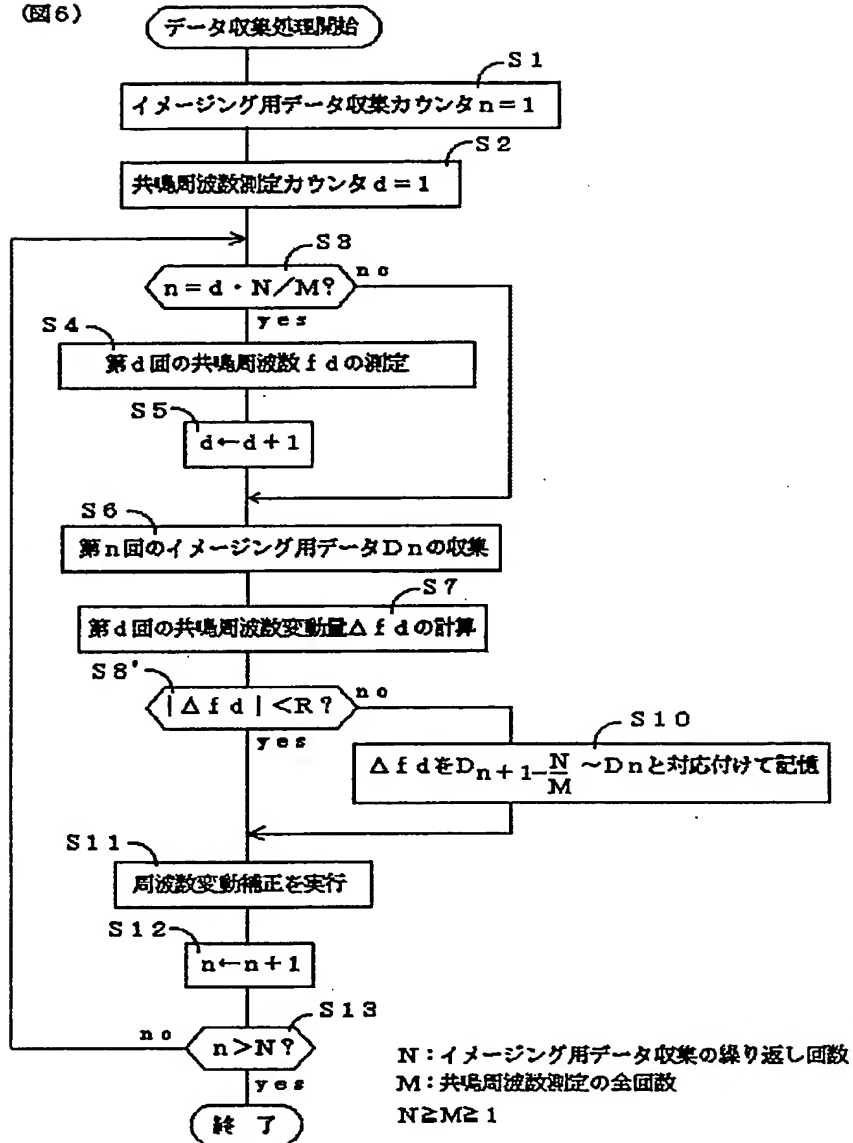 (図6)
データ収集処理開始
S1
イメージング用データ収集カウンタn=1
S2
共鳴周波数測定カウンタd=1
S3
n=d・N/M?
no
yes
S4
第d回の共鳴周波数fdの測定
S5
d←d+1
S6
第n回のイメージング用データDnの収集
S7
第d回の共鳴周波数変動量Δfdの計算
S8'
|Δfd|<R?
no
yes
S10
ΔfdをDn+1-N/M~Dnと対応付けて記憶
S11
周波数変動補正を実行
S12
n←n+1
S13
n>N?
no
yes
終了
N:イメージング用データ収集の繰り返し回数
M:共鳴周波数測定の全回数
N≧M≧1